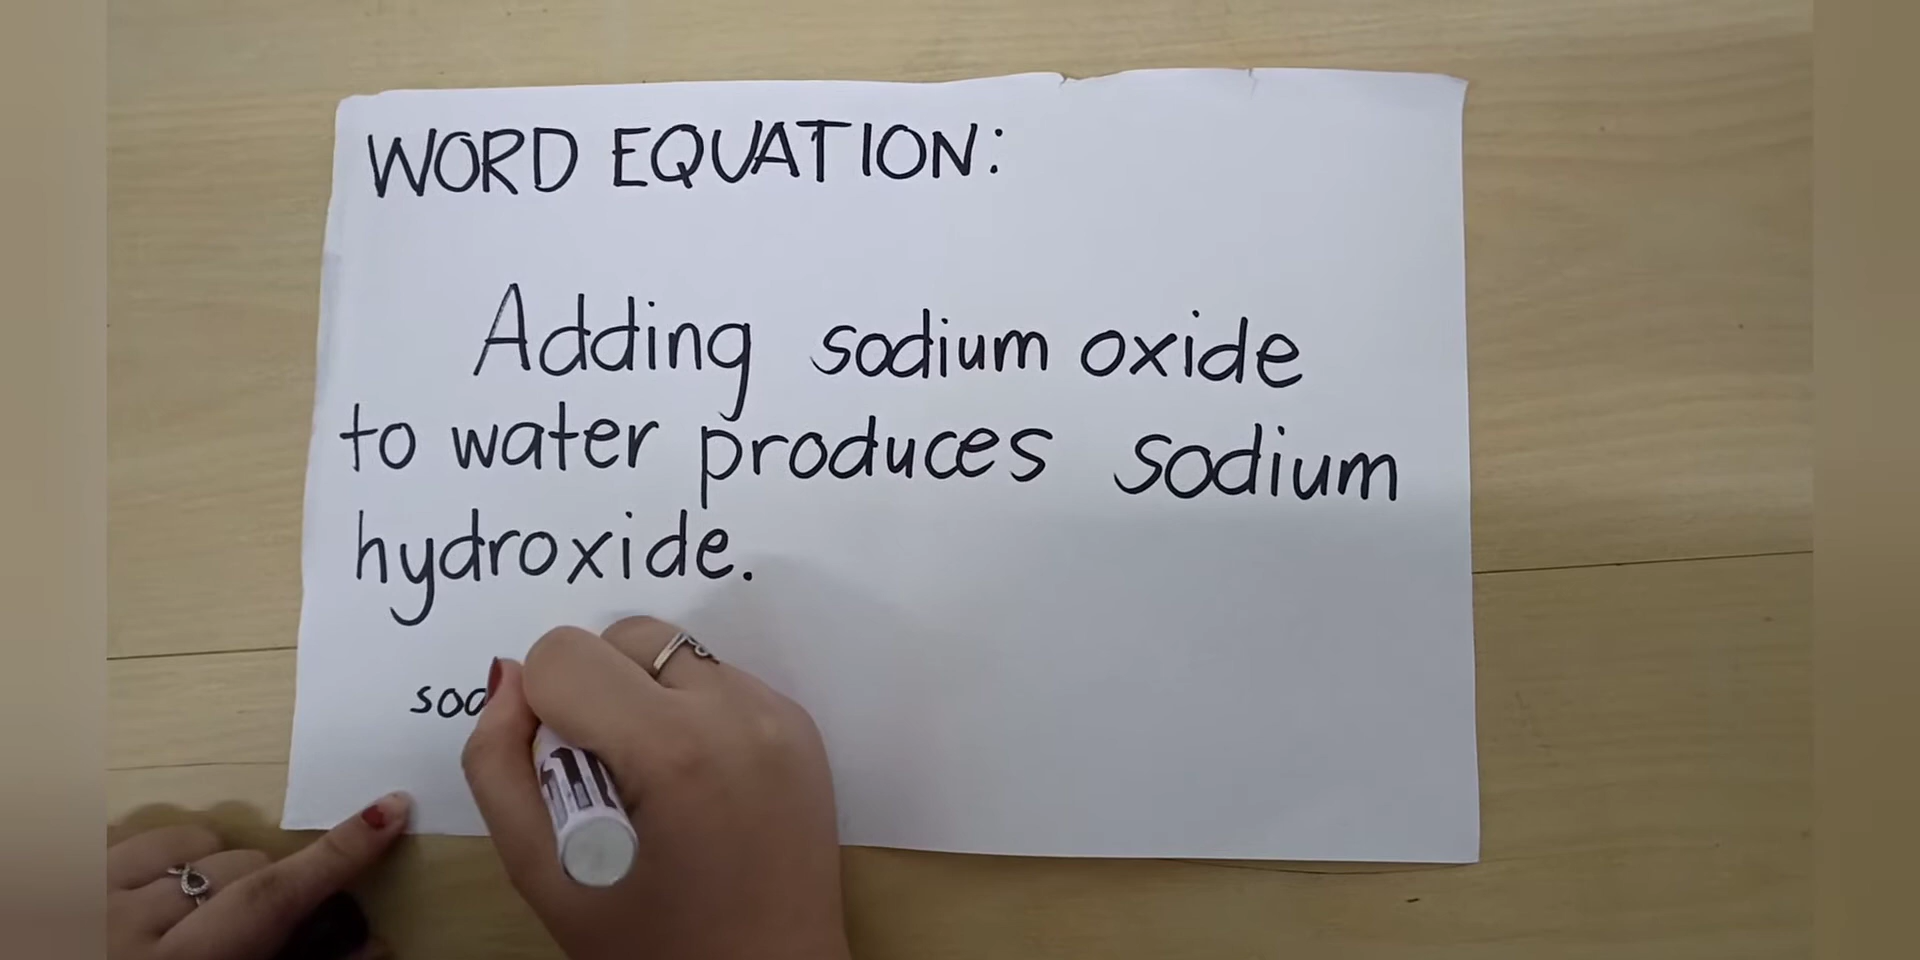 WORD EQUATION:
Adding sodium oxide
to water produces sodium
hydroxide.
sod